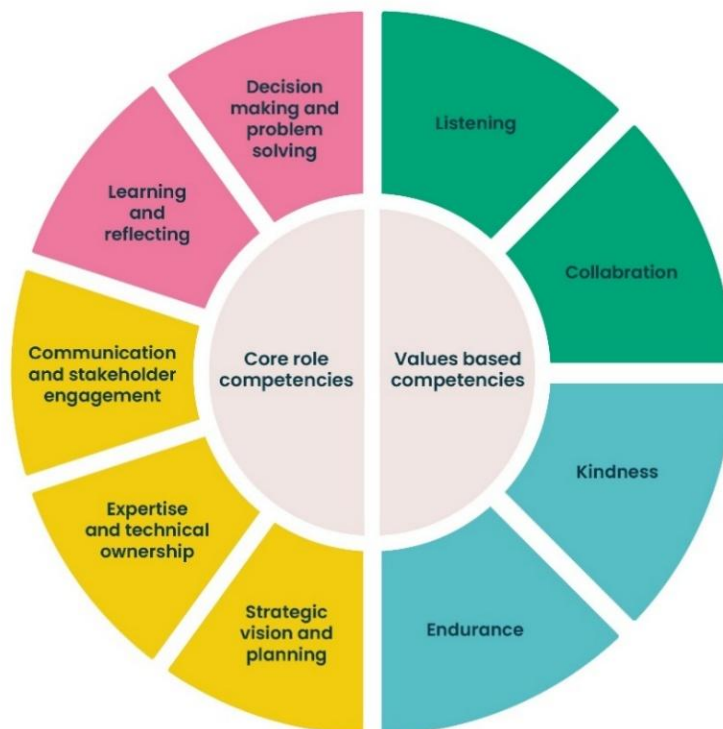 Decision
making and
problem
solving
Listening
Learning
and
reflecting
Collabration
Communication
and stakeholder
engagement
Core role
competencies
Values based
competencies
Kindness
Expertise
and technical
ownership
Strategic
vision and
planning
Endurance